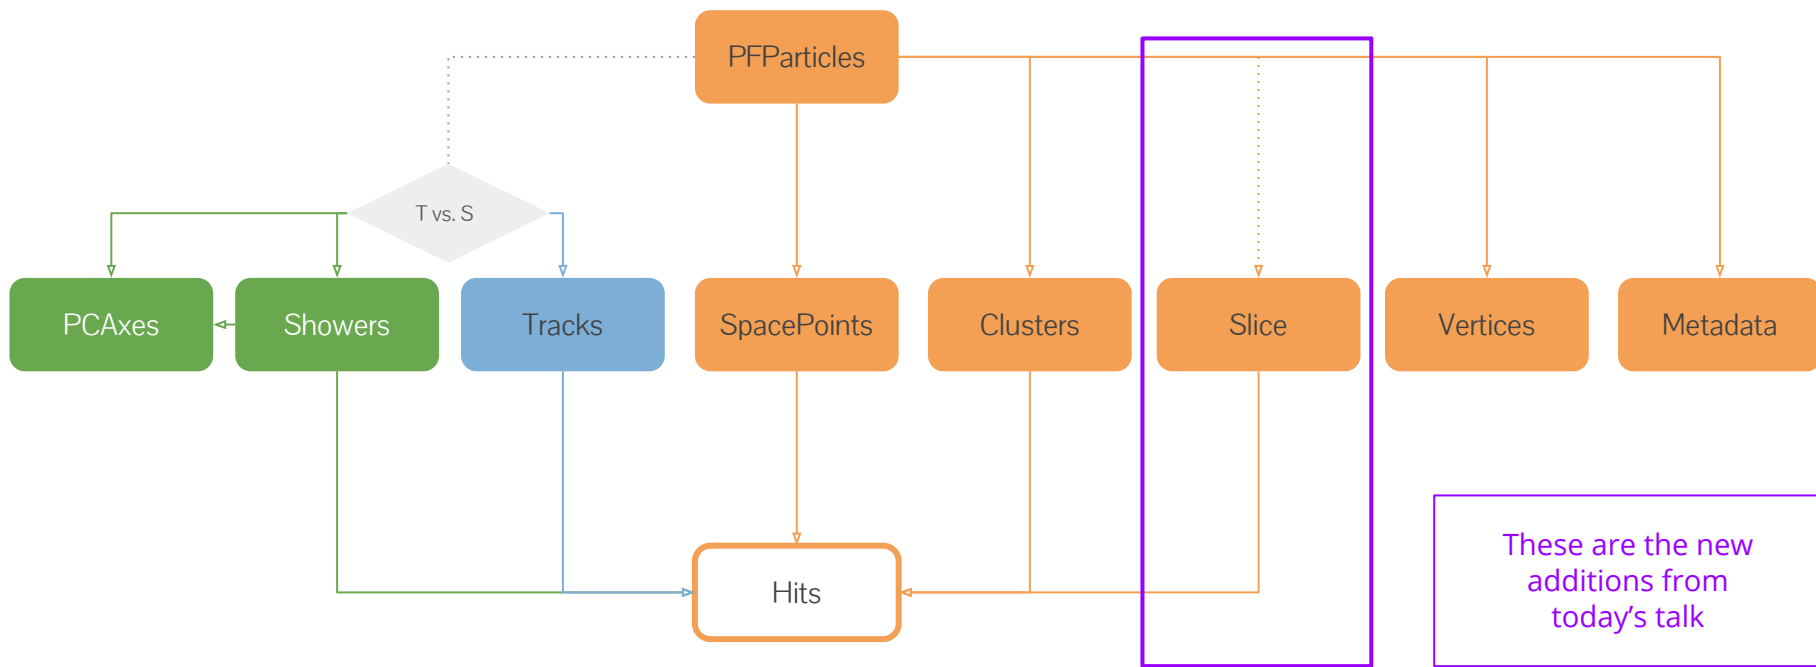 PFParticles
T vs. S
PCAxes
Showers
Tracks
SpacePoints
Clusters
Slice
Vertices
Metadata
Hits
These are the new
additions from
today’s talk